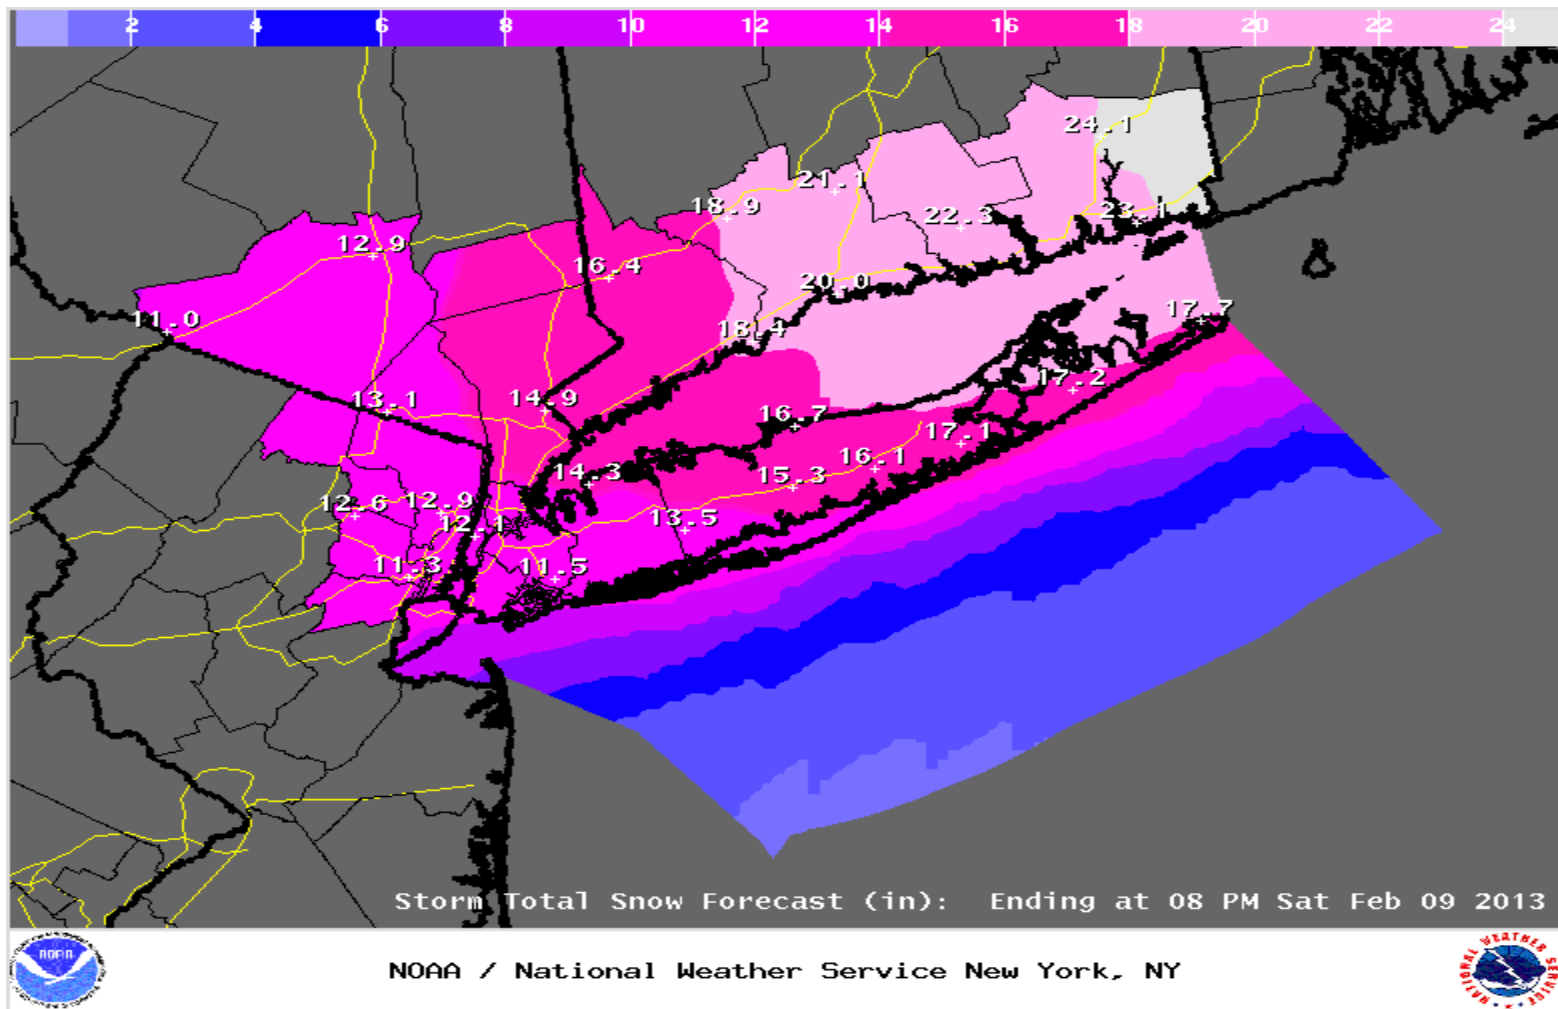 2 4 6 8 10 12 14 16 18 20 22 24
24.1
21.1
18.9 22.3 23.1
12.9
16.4
20.0
11.0 18.4 17.7
17.2
13.1 14.9
16.7
17.1
16.1
14.3 15.3
12.6 12.9
12.1 13.5
11.3 11.5
Storm Total Snow Forecast (in): Ending at 08 PM Sat Feb 09 2013
NOAA
NOAA / National Weather Service New York, NY
NATIONAL WEATHER SERVICE